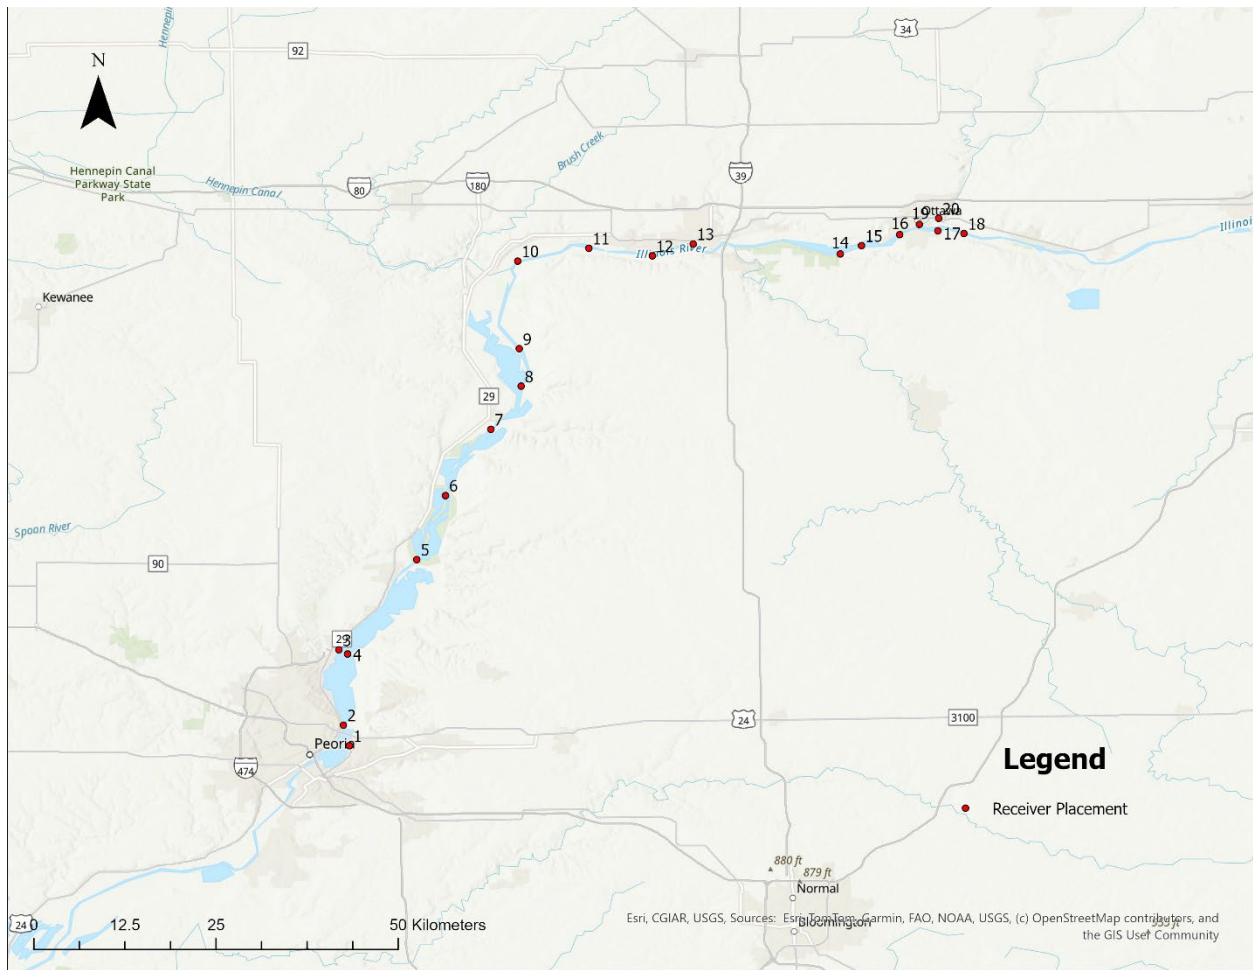 Hennepin
34
92
N
Brush Creek
Hennepin Canal
Parkway State
Park
Hennepin Canal
80
180
39
20
19
Ottawa
16
17
18
Illinoi
15
14
13
12
Illinois River
11
10
Kewanee
9
8
29
7
6
Spoon River
5
90
29
3
4
2
24
3100
1
Peoria
474
Legend
Receiver Placement
880 ft
879 ft
Normal
24
0
12.5
25
50 Kilometers
Bloomington
Esri, CGIAR, USGS, Sources: Esri, TomTom, Garmin, FAO, NOAA, USGS, (c) OpenStreetMap contributors, and
the GIS User Community